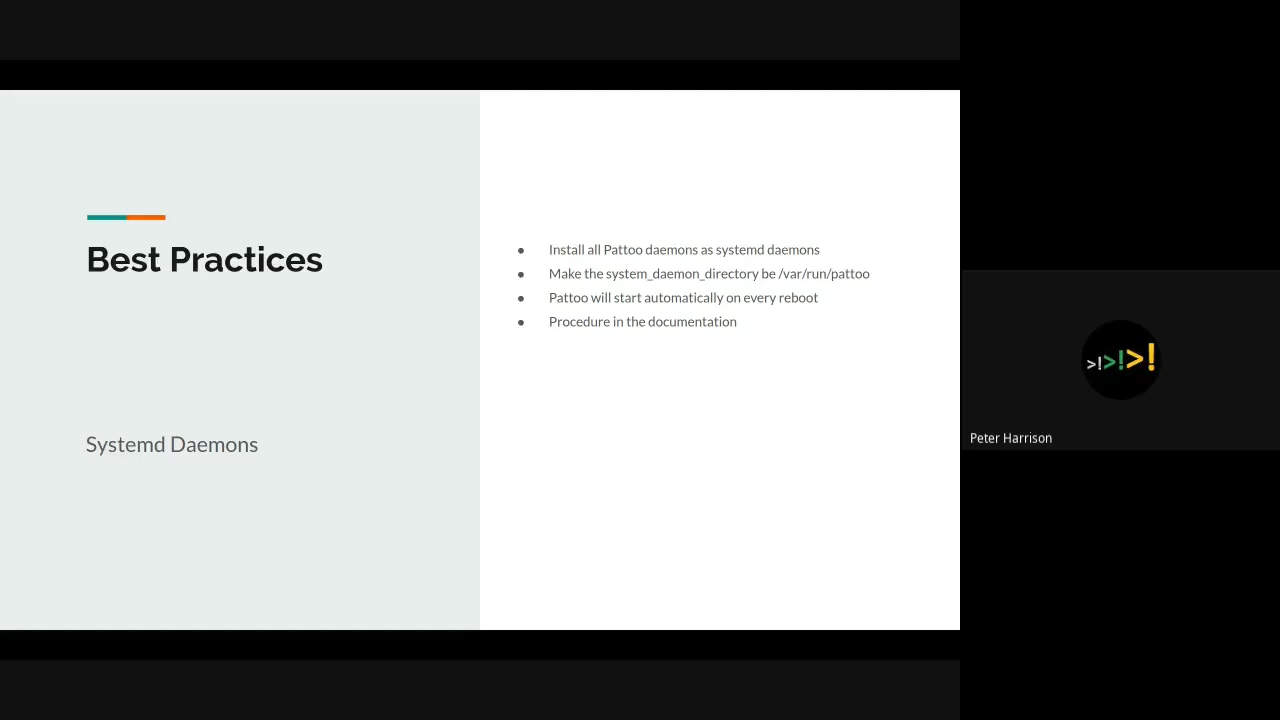 Best Practices
Systemd Daemons
● Install all Pattoo daemons as systemd daemons
● Make the system_daemon_directory be /var/run/pattoo
● Pattoo will start automatically on every reboot
● Procedure in the documentation
>!>!>!
Peter Harrison